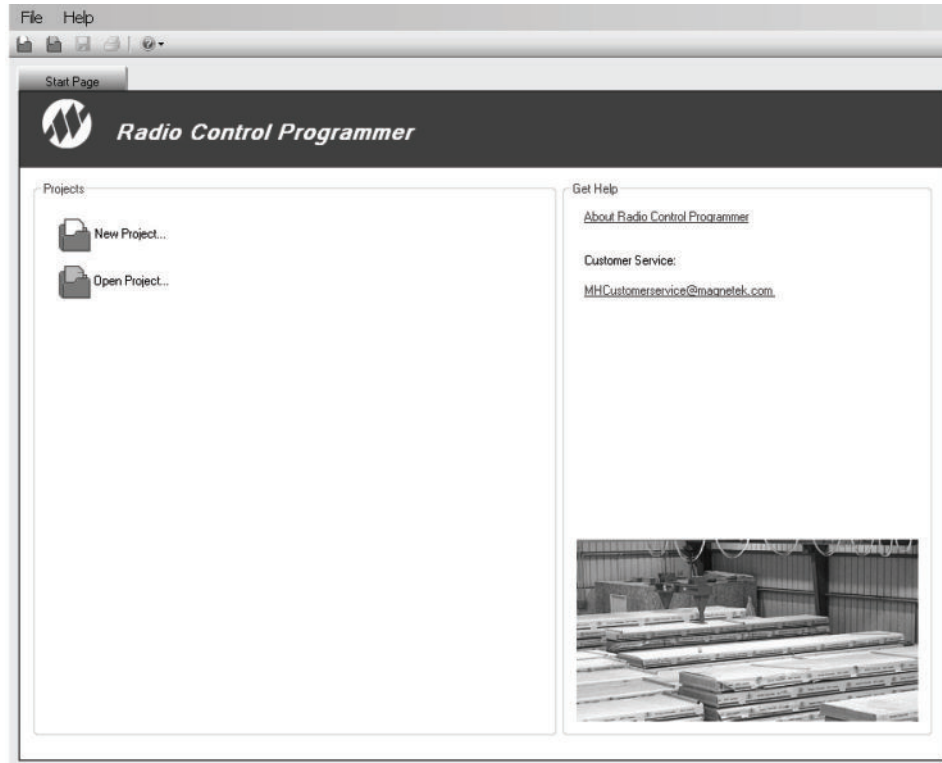 File Help
Start Page
Radio Control Programmer
Projects
New Project...
Open Project...
Get Help
About Radio Control Programmer
Customer Service:
MHCustomerservice@magnetek.com